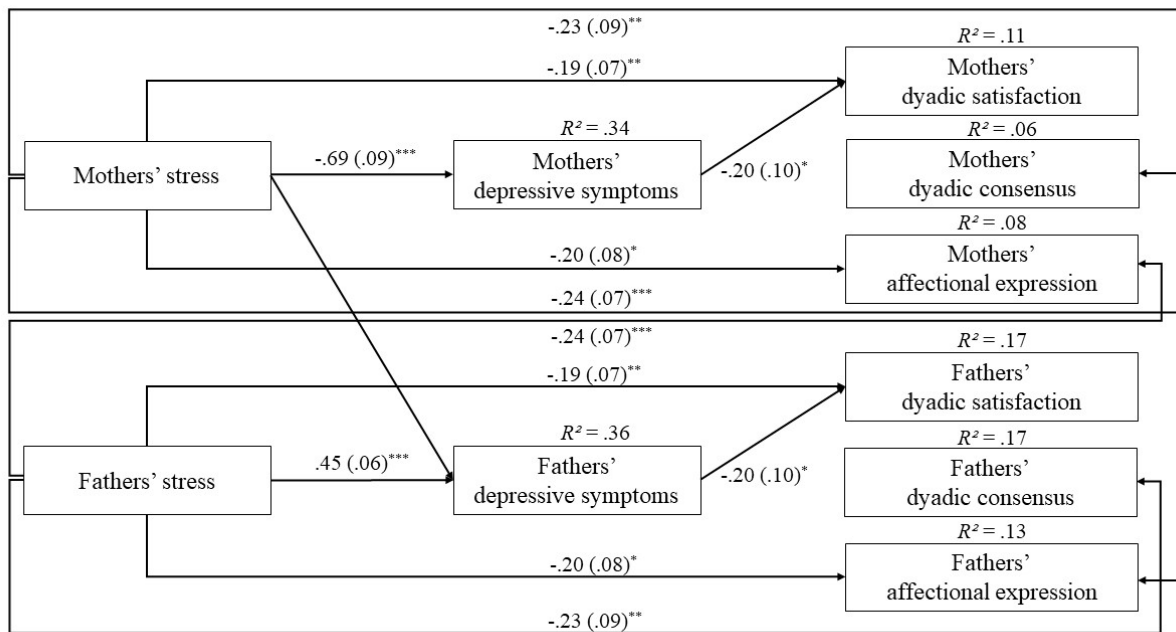 -.23 (.09)**
R² = .11
-.19 (.07)**
Mothers’
dyadic satisfaction
R² = .34
R² = .06
Mothers’ stress
-.69 (.09)***
Mothers’
depressive symptoms
-.20 (.10)*
Mothers’
dyadic consensus
R² = .08
-.20 (.08)*
Mothers’
affectional expression
-.24 (.07)***
-.24 (.07)***
R² = .17
-.19 (.07)**
Fathers’
dyadic satisfaction
R² = .36
R² = .17
Fathers’ stress
.45 (.06)***
Fathers’
depressive symptoms
-.20 (.10)*
Fathers’
dyadic consensus
R² = .13
-.20 (.08)*
Fathers’
affectional expression
-.23 (.09)**